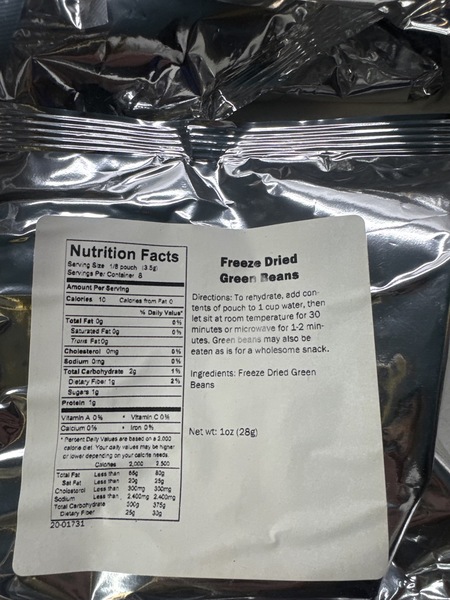 Nutrition Facts
Serving Size 1/8 pouch (3.5g)
Servings Per Container 8
Amount Per Serving
Calories 10 Calories from Fat 0
% Daily Value*
Total Fat 0g 0%
Saturated Fat 0g 0%
Trans Fat 0g
Cholesterol 0mg 0%
Sodium 0mg 0%
Total Carbohydrate 2g 1%
Dietary Fiber 1g 2%
Sugars 1g
Protein 1g
Vitamin A 0% • Vitamin C 0%
Calcium 0% • Iron 0%
* Percent Daily Values are based on a 2,000
calorie diet. Your daily values may be higher
or lower depending on your calorie needs.
Calories 2,000 2,500
Total Fat Less than 65g 80g
Sat Fat Less than 20g 25g
Cholesterol Less than 300mg 300mg
Sodium Less than 2,400mg 2,400mg
Total Carbohydrate 300g 375g
Dietary Fiber 25g 30g
20-01731
Freeze Dried
Green Beans
Directions: To rehydrate, add con-
tents of pouch to 1 cup water, then
let sit at room temperature for 30
minutes or microwave for 1-2 min-
utes. Green beans may also be
eaten as is for a wholesome snack.
Ingredients: Freeze Dried Green
Beans
Net wt: 1oz (28g)